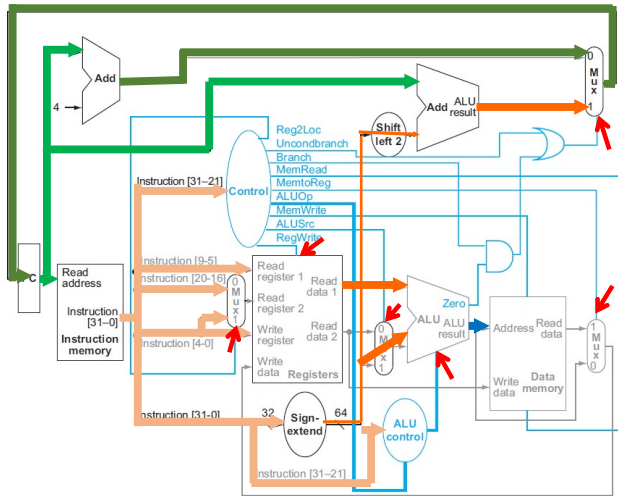 Add
4
Add
ALU
result
0
M
u
x
1
Shift
left 2
Reg2Loc
Uncondbranch
Branch
MemRead
MemtoReg
ALUOp
MemWrite
ALUSrc
RegWrite
Control
Instruction [31–21]
Instruction [9-5]
Instruction [20-16]
Instruction [4-0]
Instruction [31-0]
Instruction [31–21]
C
Read
address
Instruction
[31–0]
Instruction
memory
0
M
u
x
1
Read
register 1
Read
register 2
Write
register
Write
data
Read
data 1
Read
data 2
Registers
0
M
u
x
1
Zero
ALU
ALU
result
Address
Read
data
Write
data
Data
memory
1
M
u
x
0
32
Sign-
extend
64
ALU
control